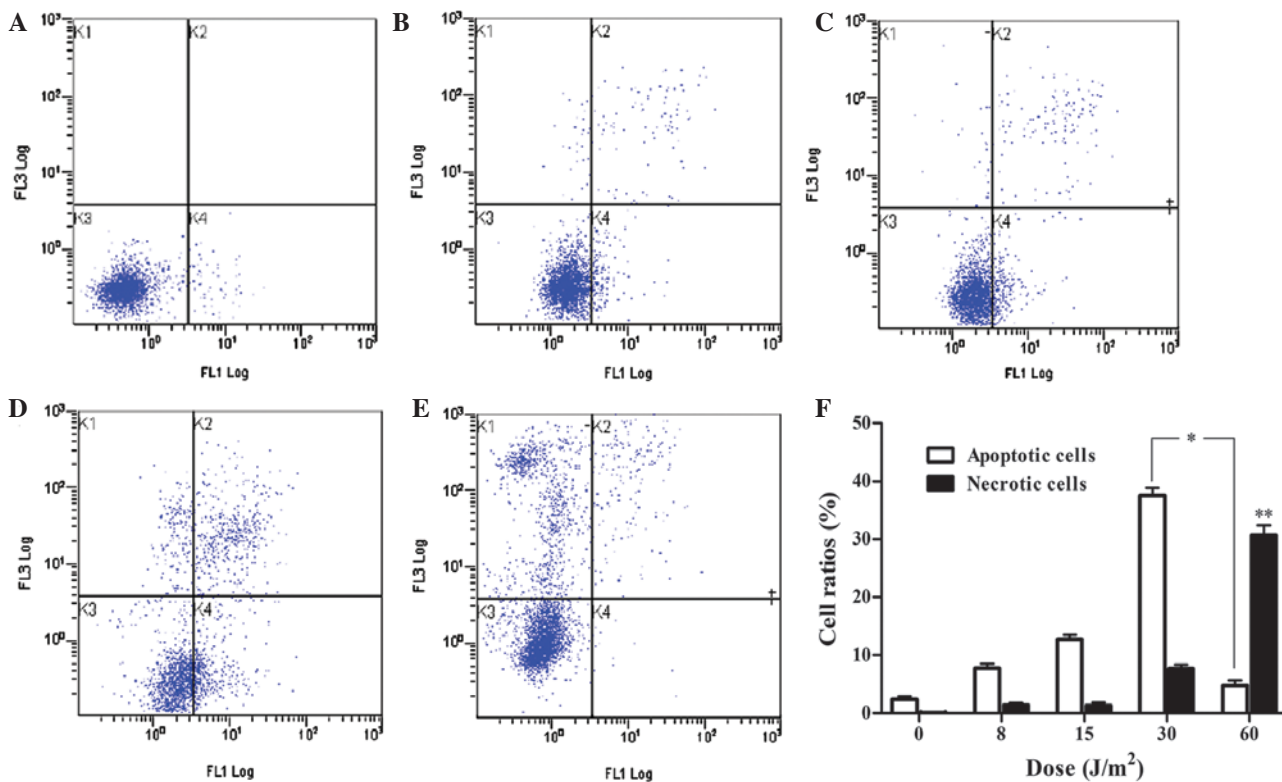 A
10³
K1
K2
10²
10¹
10⁰
FL3 Log
K3
K4
10⁰
10¹
10²
10³
FL1 Log
B
10³
K1
K2
10²
10¹
10⁰
FL3 Log
K3
K4
10⁰
10¹
10²
10³
FL1 Log
C
10³
K1
K2
10²
10¹
10⁰
FL3 Log
K3
K4
10⁰
10¹
10²
10³
FL1 Log
D
10³
K1
K2
10²
10¹
10⁰
FL3 Log
K3
K4
10⁰
10¹
10²
10³
FL1 Log
E
10³
K1
K2
10²
10¹
10⁰
FL3 Log
K3
K4
10⁰
10¹
10²
10³
FL1 Log
F
50
40
30
20
10
0
Cell ratios (%)
Apoptotic cells
Necrotic cells
*
**
0 8 15 30 60
Dose (J/m²)